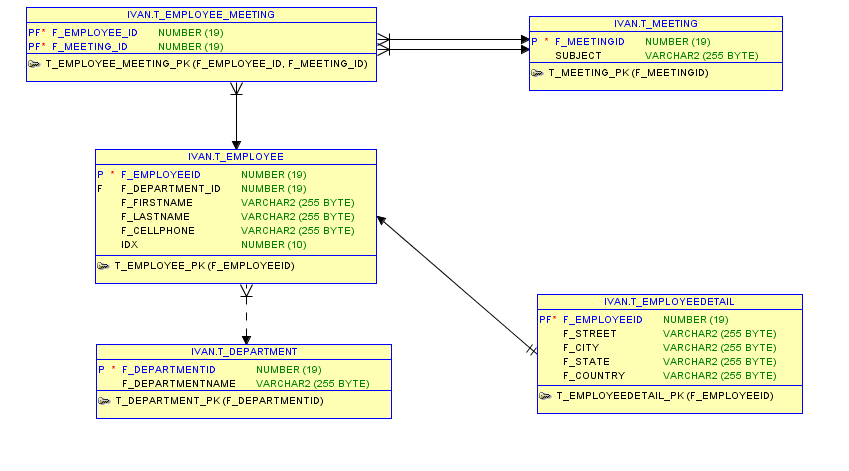 IVAN.T_EMPLOYEE_MEETING
PF* F_EMPLOYEE_ID NUMBER (19)
PF* F_MEETING_ID NUMBER (19)
T_EMPLOYEE_MEETING_PK (F_EMPLOYEE_ID, F_MEETING_ID)
IVAN.T_MEETING
P * F_MEETINGID NUMBER (19)
SUBJECT VARCHAR2 (255 BYTE)
T_MEETING_PK (F_MEETINGID)
IVAN.T_EMPLOYEE
P * F_EMPLOYEEID NUMBER (19)
F F_DEPARTMENT_ID NUMBER (19)
F_FIRSTNAME VARCHAR2 (255 BYTE)
F_LASTNAME VARCHAR2 (255 BYTE)
F_CELLPHONE VARCHAR2 (255 BYTE)
IDX NUMBER (10)
T_EMPLOYEE_PK (F_EMPLOYEEID)
IVAN.T_EMPLOYEEDETAIL
PF* F_EMPLOYEEID NUMBER (19)
F_STREET VARCHAR2 (255 BYTE)
F_CITY VARCHAR2 (255 BYTE)
F_STATE VARCHAR2 (255 BYTE)
F_COUNTRY VARCHAR2 (255 BYTE)
T_EMPLOYEEDETAIL_PK (F_EMPLOYEEID)
IVAN.T_DEPARTMENT
P * F_DEPARTMENTID NUMBER (19)
F_DEPARTMENTNAME VARCHAR2 (255 BYTE)
T_DEPARTMENT_PK (F_DEPARTMENTID)